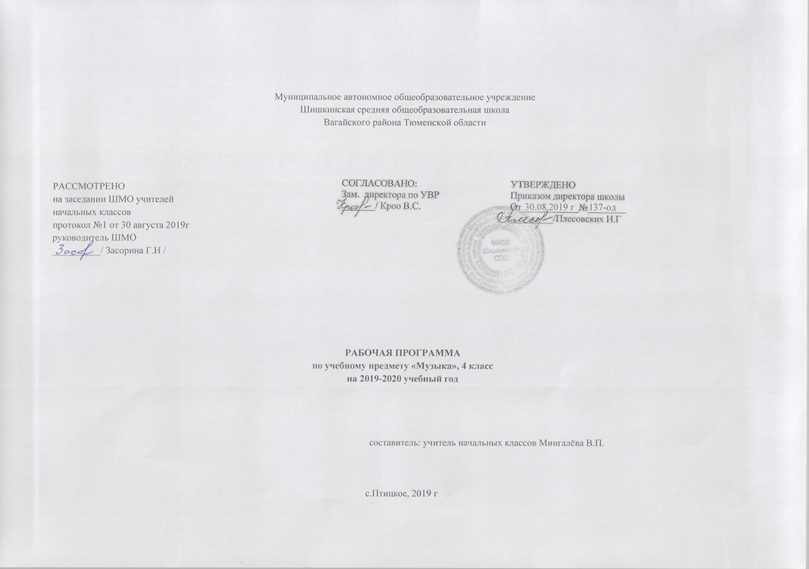 Муниципальное автономное общеобразовательное учреждение
Шишкинская средняя общеобразовательная школа
Вагайского района Тюменской области
РАССМОТРЕНО
на заседании ШМО учителей
начальных классов
протокол №1 от 30 августа 2019г
руководитель ШМО
Засор / Засорина Г.Н /
СОГЛАСОВАНО:
Зам. директора по УВР
/ Кроо В.С.
УТВЕРЖДЕНО
Приказом директора школы
От 30.08.2019 г №137-од
/Плесовских И.Г
МАОУ
Шишкинская
СОШ
РАБОЧАЯ ПРОГРАММА
по учебному предмету «Музыка», 4 класс
на 2019-2020 учебный год
составитель: учитель начальных классов Мингалёва В.П.
с.Птицкое, 2019 г